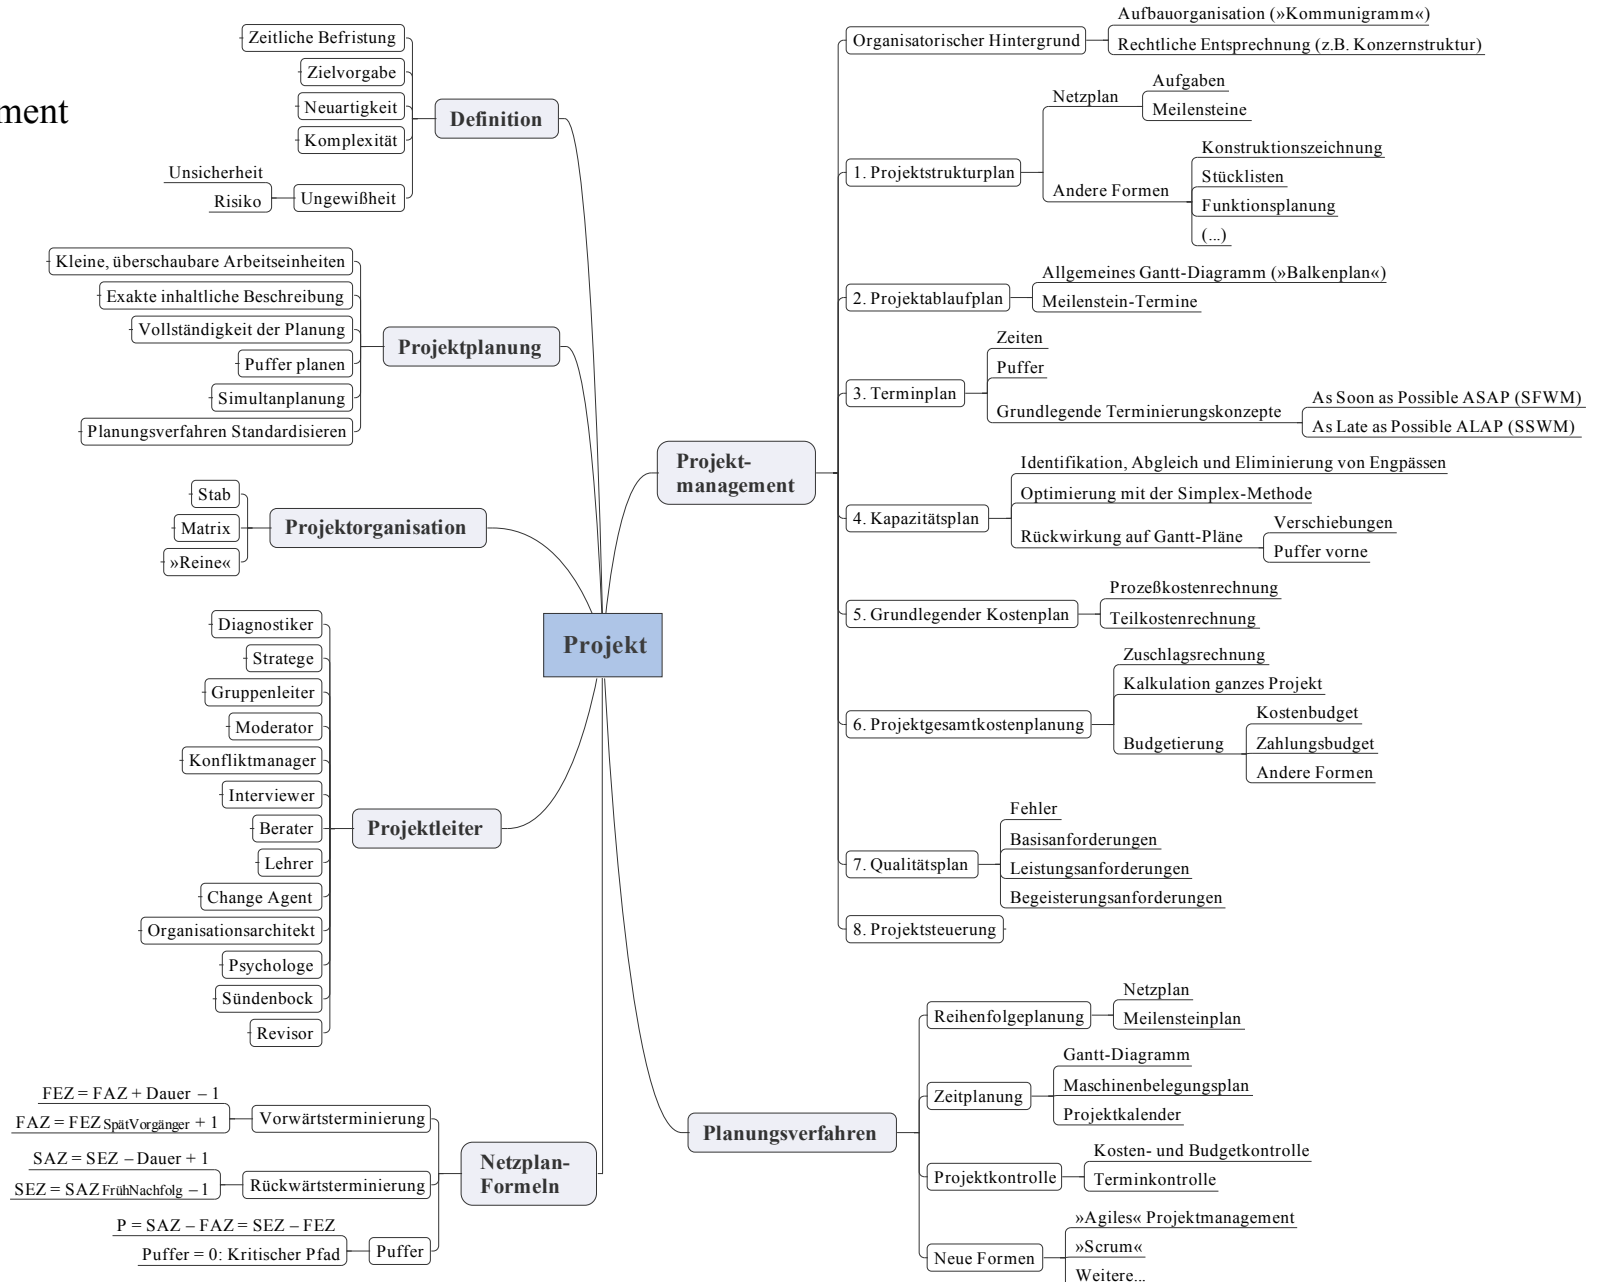 ment
Projekt
Definition
Zeitliche Befristung
Zielvorgabe
Neuartigkeit
Komplexität
Ungewißheit
Unsicherheit
Risiko
Projektplanung
Kleine, überschaubare Arbeitseinheiten
Exakte inhaltliche Beschreibung
Vollständigkeit der Planung
Puffer planen
Simultanplanung
Planungsverfahren Standardisieren
Projektorganisation
Stab
Matrix
»Reine«
Projektleiter
Diagnostiker
Stratege
Gruppenleiter
Moderator
Konfliktmanager
Interviewer
Berater
Lehrer
Change Agent
Organisationsarchitekt
Psychologe
Sündenbock
Revisor
Netzplan-
Formeln
Vorwärtsterminierung
FEZ = FAZ + Dauer – 1
FAZ = FEZ SpätVorgänger + 1
Rückwärtsterminierung
SAZ = SEZ – Dauer + 1
SEZ = SAZ FrühNachfolg – 1
Puffer
P = SAZ – FAZ = SEZ – FEZ
Puffer = 0: Kritischer Pfad
Projekt-
management
Organisatorischer Hintergrund
Aufbauorganisation (»Kommunigramm«)
Rechtliche Entsprechnung (z.B. Konzernstruktur)
1. Projektstrukturplan
Netzplan
Aufgaben
Meilensteine
Andere Formen
Konstruktionszeichnung
Stücklisten
Funktionsplanung
(...)
2. Projektablaufplan
Allgemeines Gantt-Diagramm (»Balkenplan«)
Meilenstein-Termine
3. Terminplan
Zeiten
Puffer
Grundlegende Terminierungskonzepte
As Soon as Possible ASAP (SFWM)
As Late as Possible ALAP (SSWM)
4. Kapazitätsplan
Identifikation, Abgleich und Eliminierung von Engpässen
Optimierung mit der Simplex-Methode
Rückwirkung auf Gantt-Pläne
Verschiebungen
Puffer vorne
5. Grundlegender Kostenplan
Prozeßkostenrechnung
Teilkostenrechnung
6. Projektgesamtkostenplanung
Zuschlagsrechnung
Kalkulation ganzes Projekt
Budgetierung
Kostenbudget
Zahlungsbudget
Andere Formen
7. Qualitätsplan
Fehler
Basisanforderungen
Leistungsanforderungen
Begeisterungsanforderungen
8. Projektsteuerung
Planungsverfahren
Reihenfolgeplanung
Netzplan
Meilensteinplan
Zeitplanung
Gantt-Diagramm
Maschinenbelegungsplan
Projektkalender
Projektkontrolle
Kosten- und Budgetkontrolle
Terminkontrolle
Neue Formen
»Agiles« Projektmanagement
»Scrum«
Weitere...